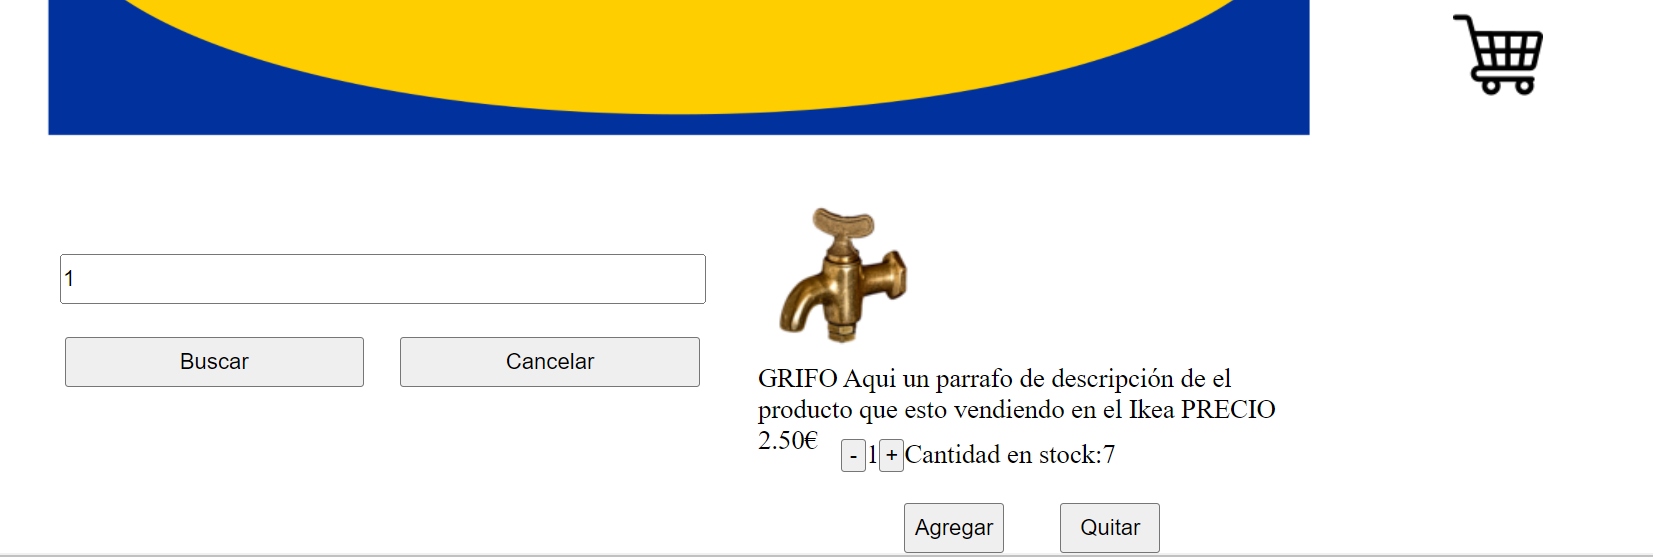 1
Buscar
Cancelar
GRIFO Aqui un parrafo de descripción de el
producto que esto vendiendo en el Ikea PRECIO
2.50€
- 1 + Cantidad en stock:7
Agregar
Quitar